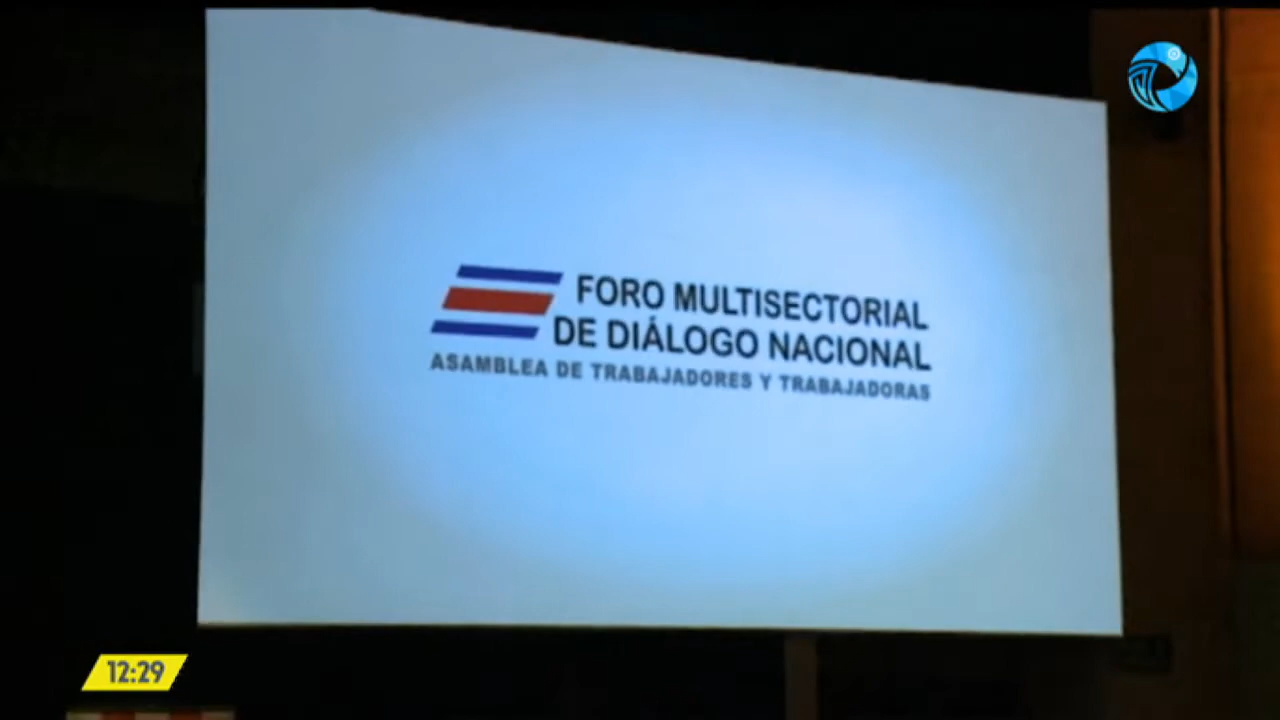 FORO MULTISECTORIAL
DE DIÁLOGO NACIONAL
ASAMBLEA DE TRABAJADORES Y TRABAJADORAS
12:29